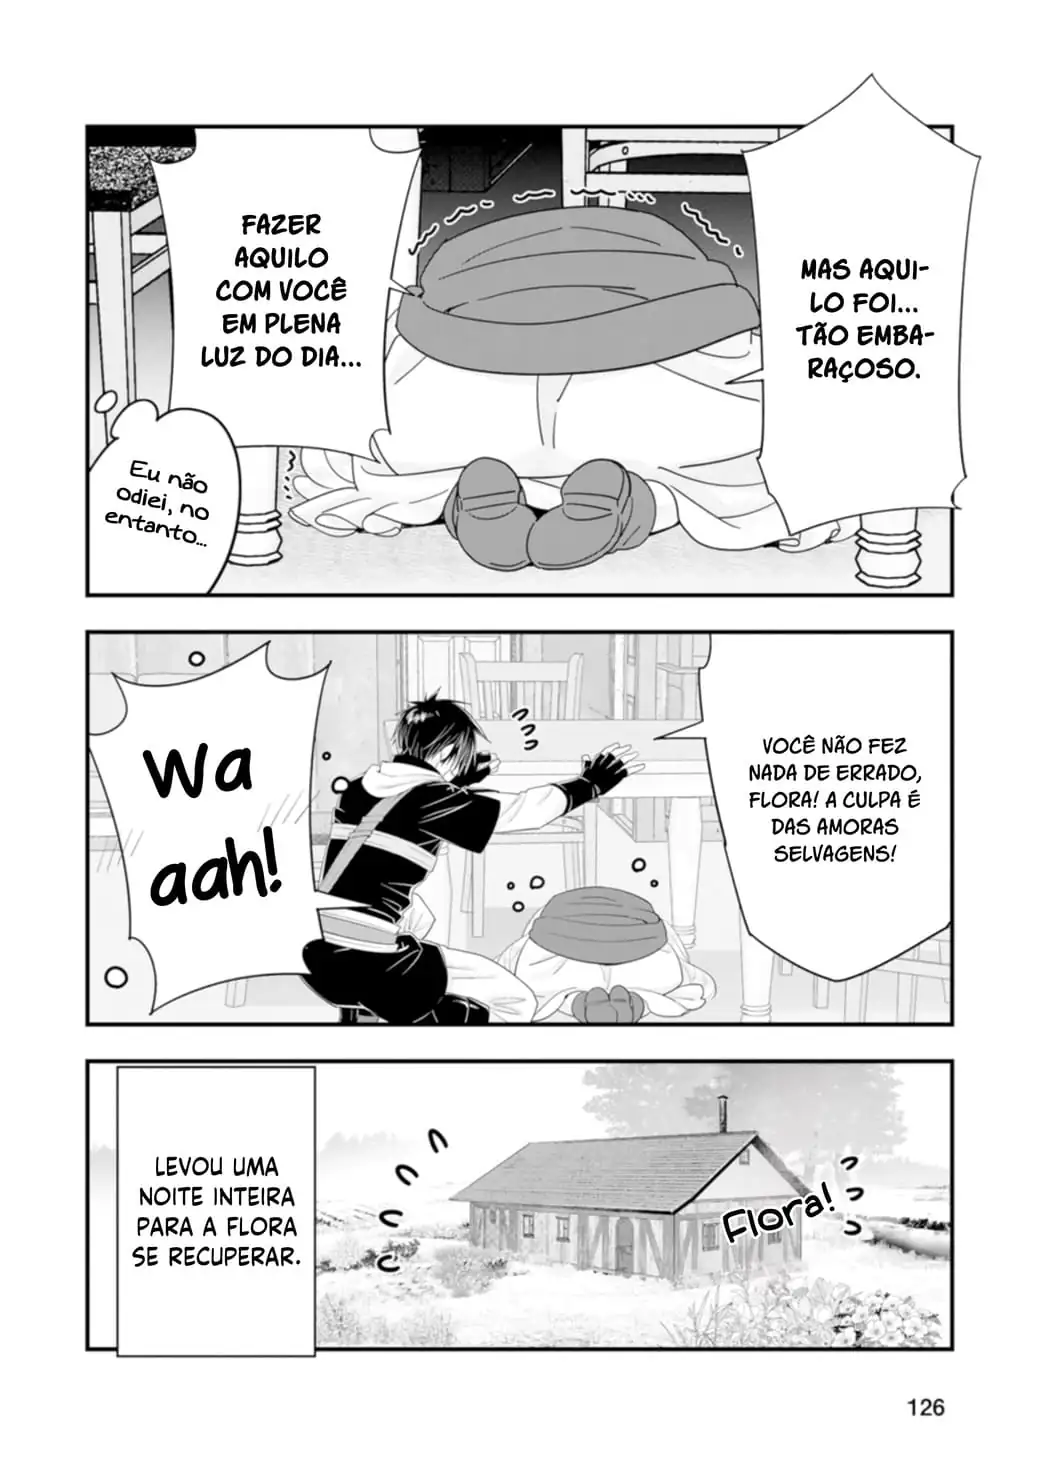 MAS AQUI-
LO FOI...
TÃO EMBA-
RAÇOSO.
FAZER
AQUILO
COM VOCÊ
EM PLENA
LUZ DO DIA...
Eu não
odiei, no
entanto...
VOCÊ NÃO FEZ
NADA DE ERRADO,
FLORA! A CULPA É
DAS AMORAS
SELVAGENS!
Wa
aah!
Flora!
LEVOU UMA
NOITE INTEIRA
PARA A FLORA
SE RECUPERAR.
126